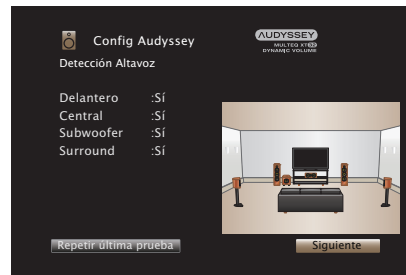 Config Audyssey
AUDYSSEY
MULTEQ XT32
DYNAMIC VOLUME
Detección Altavoz
Delantero :Sí
Central :Sí
Subwoofer :Sí
Surround :Sí
Repetir última prueba
Siguiente